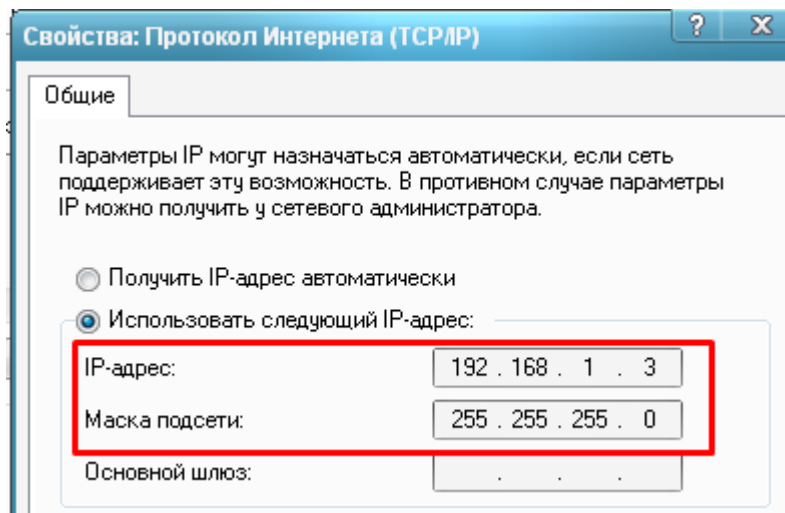 Свойства: Протокол Интернета (TCP/IP)
? X
Общие
Параметры IP могут назначаться автоматически, если сеть
поддерживает эту возможность. В противном случае параметры
IP можно получить у сетевого администратора.
Получить IP-адрес автоматически
Использовать следующий IP-адрес:
IP-адрес: 192 . 168 . 1 . 3
Маска подсети: 255 . 255 . 255 . 0
Основной шлюз: . . .